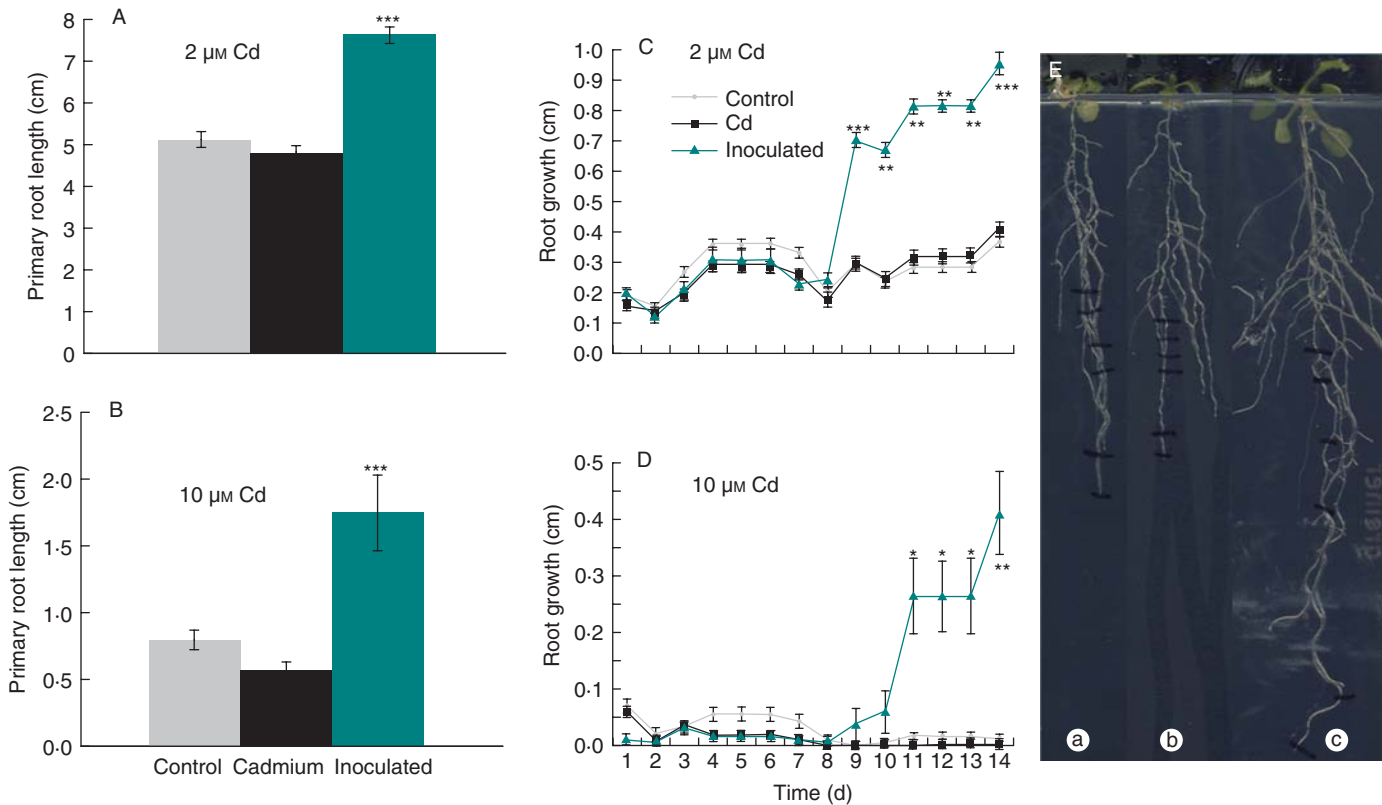 A
2 µM Cd
***
8
7
6
5
4
3
2
1
0
Primary root length (cm)
B
10 µM Cd
***
2·5
2·0
1·5
1·0
0·5
0·0
Primary root length (cm)
Control Cadmium Inoculated
C 2 µM Cd
1·0
0·9
0·8
0·7
0·6
0·5
0·4
0·3
0·2
0·1
0·0
Root growth (cm)
Control
Cd
Inoculated
***
**
**
**
**
***
D
10 µM Cd
0·5
0·4
0·3
0·2
0·1
0·0
Root growth (cm)
* * *
**
1 2 3 4 5 6 7 8 9 10 11 12 13 14
Time (d)
E
a b c